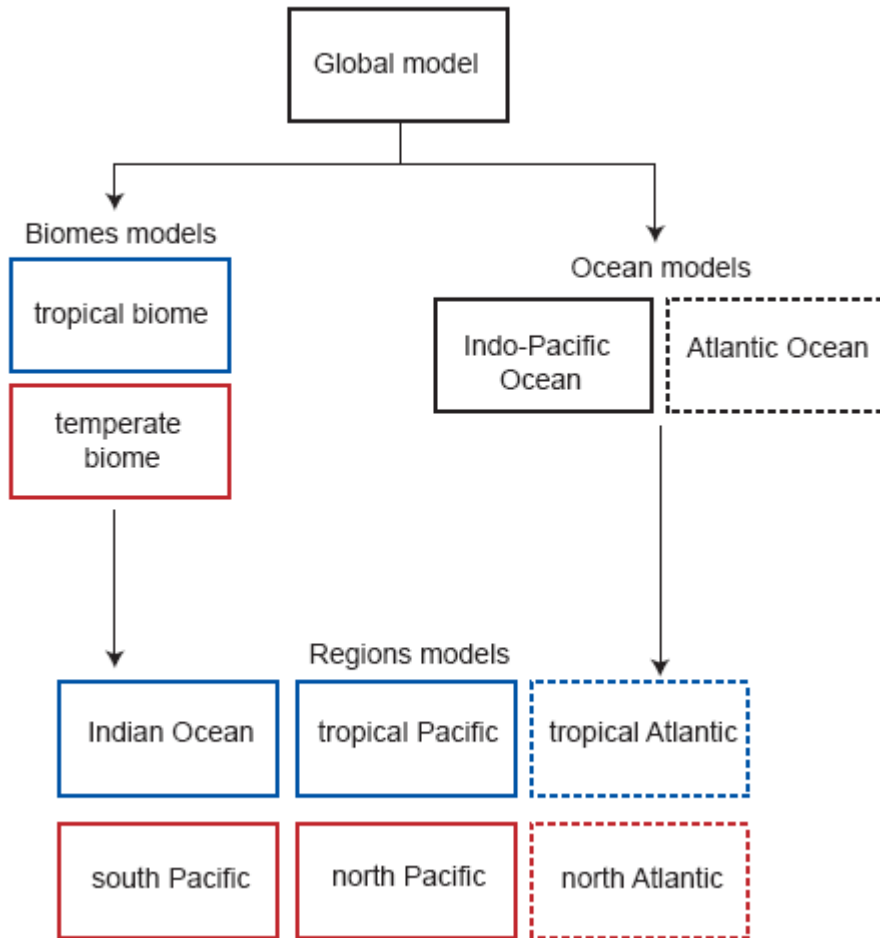 Global model
Biomes models
tropical biome
temperate
biome
Ocean models
Indo-Pacific
Ocean
Atlantic Ocean
Regions models
Indian Ocean
tropical Pacific
tropical Atlantic
south Pacific
north Pacific
north Atlantic